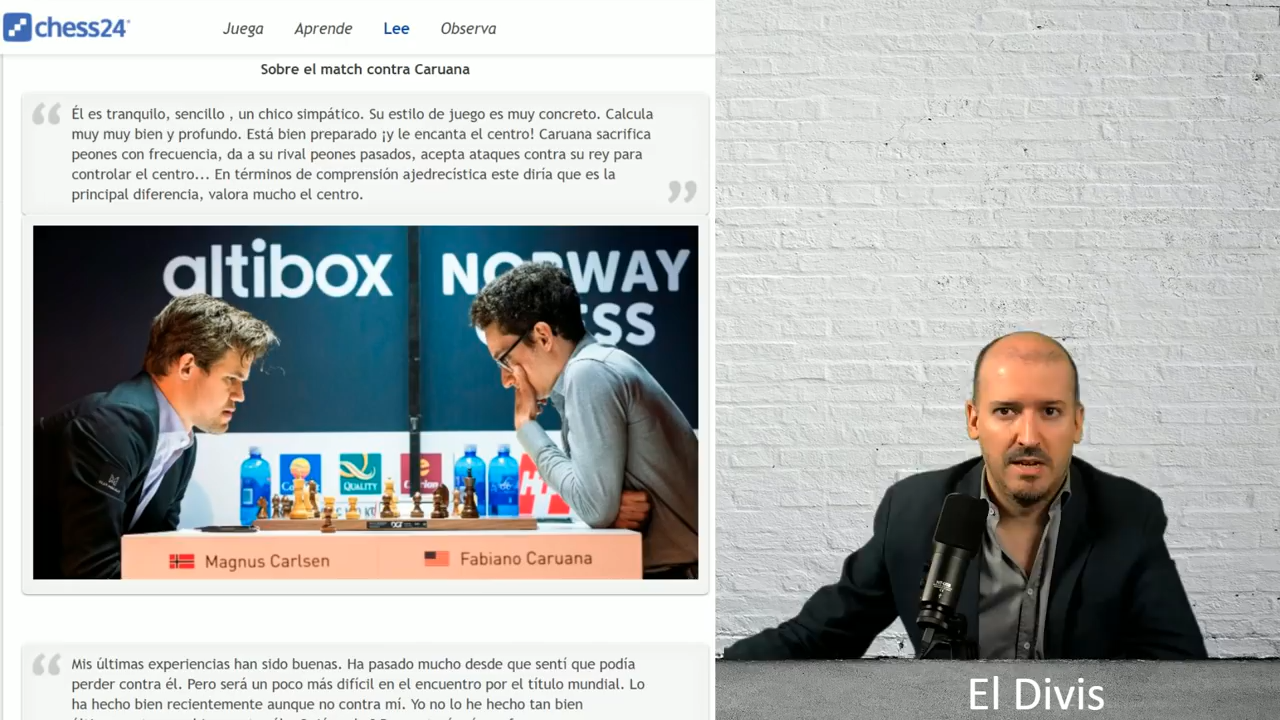 chess24
Juega Aprende Lee Observa
Sobre el match contra Caruana
Él es tranquilo, sencillo , un chico simpático. Su estilo de juego es muy concreto. Calcula
muy muy bien y profundo. Está bien preparado ¡y le encanta el centro! Caruana sacrifica
peones con frecuencia, da a su rival peones pasados, acepta ataques contra su rey para
controlar el centro... En términos de comprensión ajedrecística este diría que es la
principal diferencia, valora mucho el centro.
altibox
NORWAY
QUALITY
Magnus Carlsen
Fabiano Caruana
Mis últimas experiencias han sido buenas. Ha pasado mucho desde que sentí que podía
perder contra él. Pero será un poco más difícil en el encuentro por el título mundial. Lo
ha hecho bien recientemente aunque no contra mí. Yo no lo he hecho tan bien
El Divis